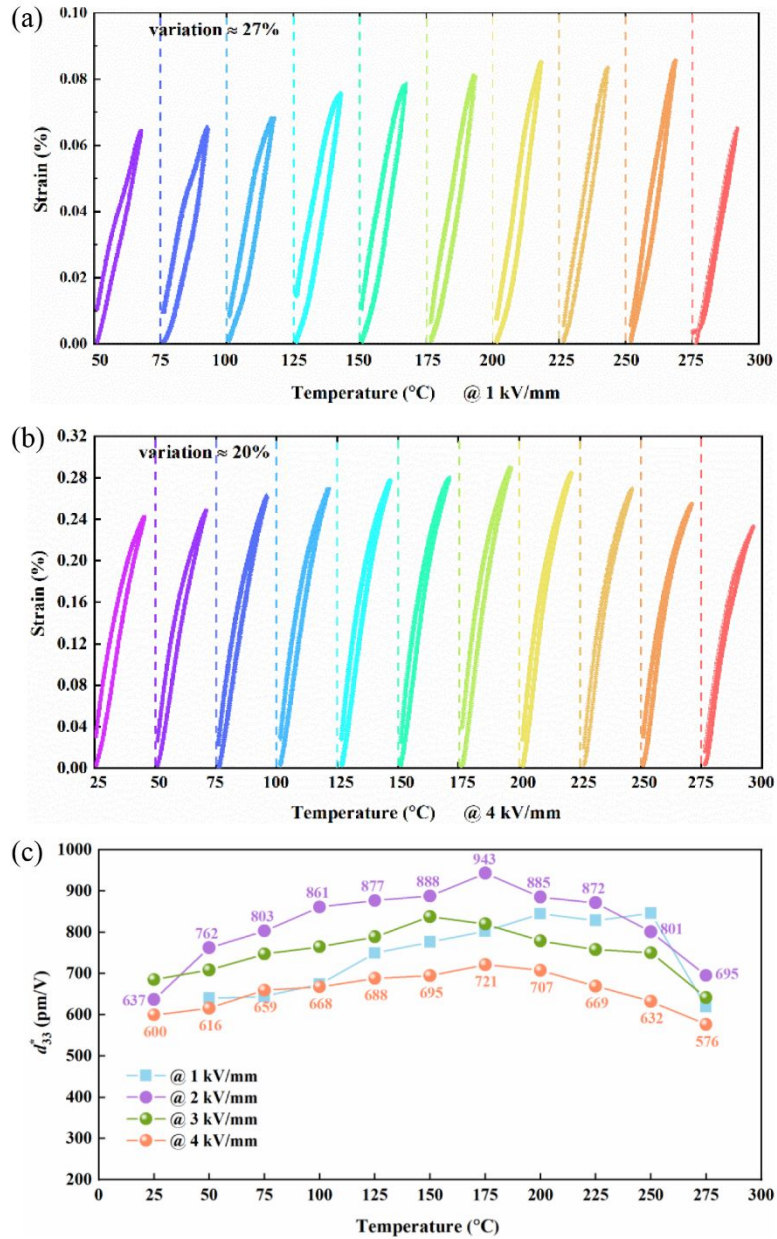 (a)
variation ≈ 27%
0.10
0.08
0.06
0.04
0.02
0.00
Strain (%)
50 75 100 125 150 175 200 225 250 275 300
Temperature (°C) @ 1 kV/mm
(b)
variation ≈ 20%
0.32
0.28
0.24
0.20
0.16
0.12
0.08
0.04
0.00
Strain (%)
25 50 75 100 125 150 175 200 225 250 275 300
Temperature (°C) @ 4 kV/mm
(c)
1000
900
800
700
600
500
400
300
200
d*33 (pm/V)
637 762 803 861 877 888 943 885 872 801 695
600 616 659 668 688 695 721 707 669 632 576
@ 1 kV/mm
@ 2 kV/mm
@ 3 kV/mm
@ 4 kV/mm
0 25 50 75 100 125 150 175 200 225 250 275 300
Temperature (°C)